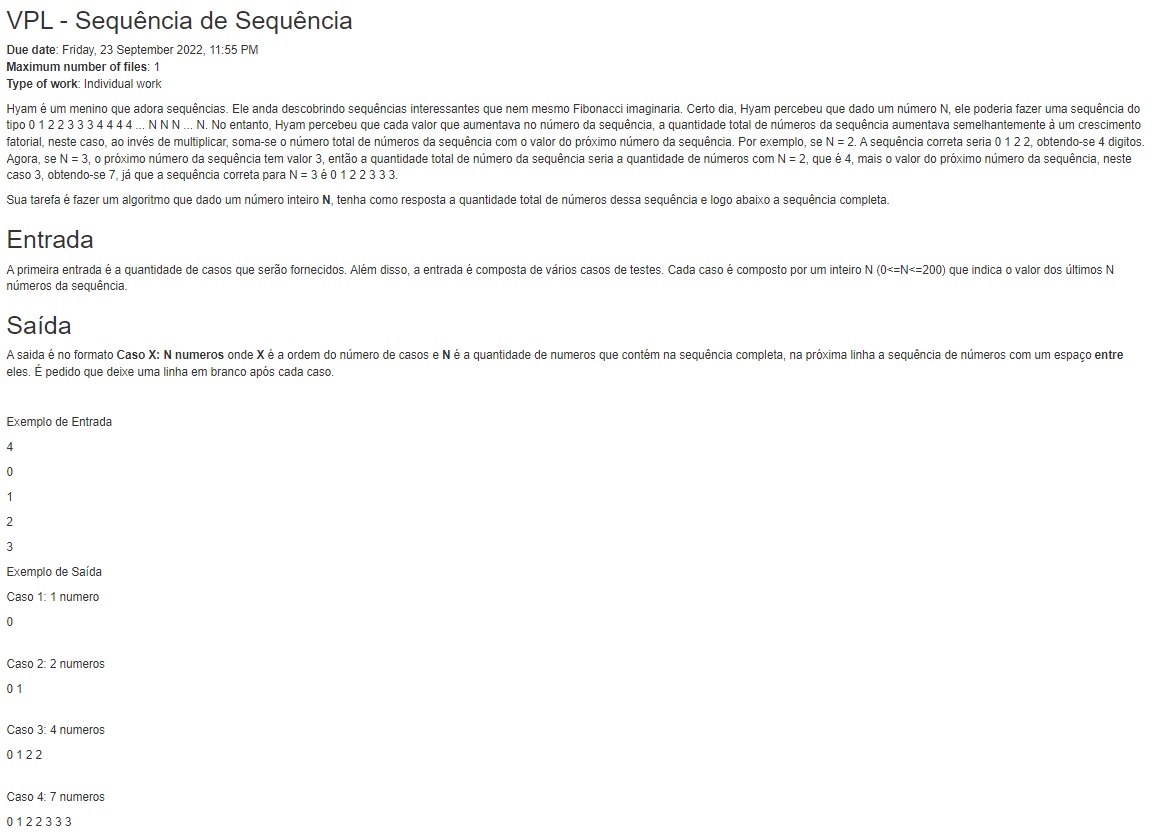 VPL - Sequência de Sequência
Due date: Friday, 23 September 2022, 11:55 PM
Maximum number of files: 1
Type of work: Individual work
Hyam é um menino que adora sequências. Ele anda descobrindo sequências interessantes que nem mesmo Fibonacci imaginaria. Certo dia, Hyam percebeu que dado um número N, ele poderia fazer uma sequência do
tipo 0 1 2 2 3 3 3 4 4 4 4 ... N N N ... N. No entanto, Hyam percebeu que cada valor que aumentava no número da sequência, a quantidade total de números da sequência aumentava semelhantemente à um crescimento
fatorial, neste caso, ao invés de multiplicar, soma-se o número total de números da sequência com o valor do próximo número da sequência. Por exemplo, se N = 2. A sequência correta seria 0 1 2 2, obtendo-se 4 digitos.
Agora, se N = 3, o próximo número da sequência tem valor 3, então a quantidade total de número da sequência seria a quantidade de números com N = 2, que é 4, mais o valor do próximo número da sequência, neste
caso 3, obtendo-se 7, já que a sequência correta para N = 3 é 0 1 2 2 3 3 3.
Sua tarefa é fazer um algoritmo que dado um número inteiro N, tenha como resposta a quantidade total de números dessa sequência e logo abaixo a sequência completa.
Entrada
A primeira entrada é a quantidade de casos que serão fornecidos. Além disso, a entrada é composta de vários casos de testes. Cada caso é composto por um inteiro N (0<=N<=200) que indica o valor dos últimos N
números da sequência.
Saída
A saida é no formato Caso X: N numeros onde X é a ordem do número de casos e N é a quantidade de numeros que contém na sequência completa, na próxima linha a sequência de números com um espaço entre
eles. É pedido que deixe uma linha em branco após cada caso.
Exemplo de Entrada
4
0
1
2
3
Exemplo de Saída
Caso 1: 1 numero
0
Caso 2: 2 numeros
0 1
Caso 3: 4 numeros
0 1 2 2
Caso 4: 7 numeros
0 1 2 2 3 3 3